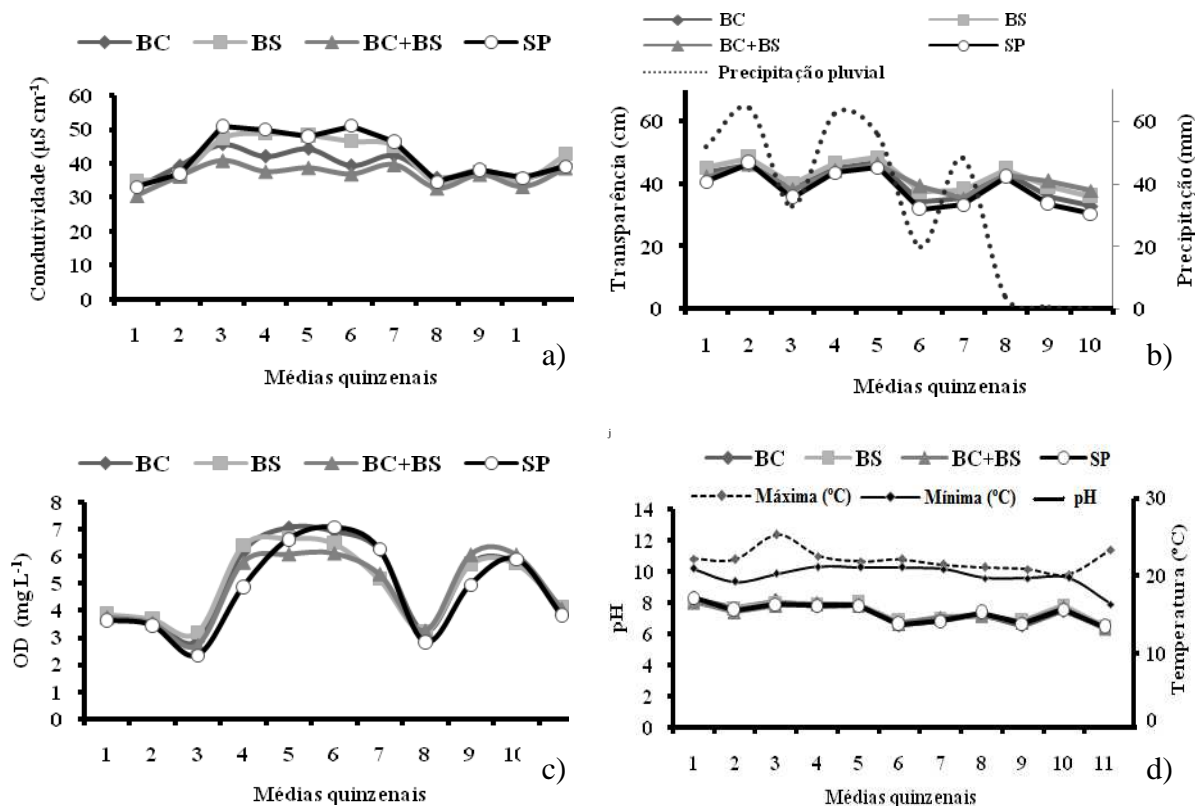 BC BS BC+BS SP
Condutividade (µS cm⁻¹)
60
50
40
30
20
10
0
1 2 3 4 5 6 7 8 9 1
a)
Médias quinzenais
BC BS
BC+BS SP
Precipitação pluvial
Transparência (cm)
60
40
20
0
Precipitação (mm)
60
40
20
0
1 2 3 4 5 6 7 8 9 10
b)
Médias quinzenais
BC BS BC+BS SP
OD (mg L⁻¹)
8
7
6
5
4
3
2
1
0
1 2 3 4 5 6 7 8 9 10
c)
Médias quinzenais
j
BC BS BC+BS SP
Máxima (ºC) Mínima (ºC) pH
pH
14
12
10
8
6
4
2
0
Temperatura (ºC)
30
20
10
0
1 2 3 4 5 6 7 8 9 10 11
d)
Médias quinzenais